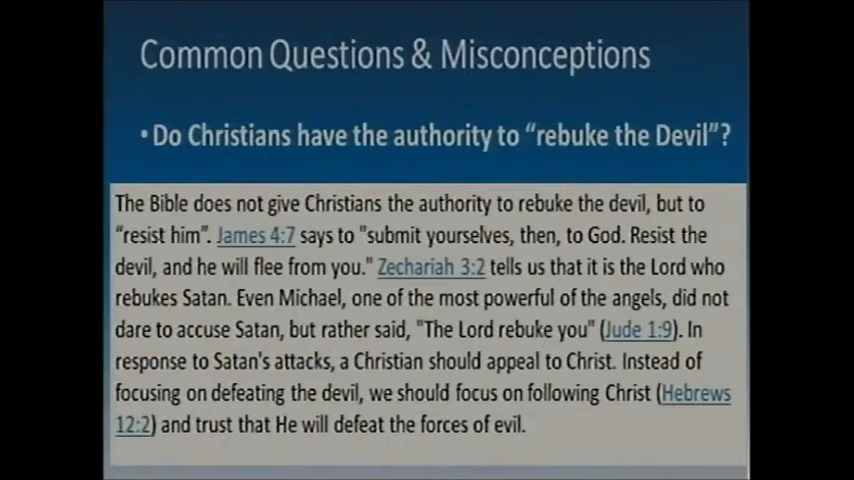 Common Questions & Misconceptions
• Do Christians have the authority to “rebuke the Devil”?
The Bible does not give Christians the authority to rebuke the devil, but to
“resist him”. James 4:7 says to "submit yourselves, then, to God. Resist the
devil, and he will flee from you." Zechariah 3:2 tells us that it is the Lord who
rebukes Satan. Even Michael, one of the most powerful of the angels, did not
dare to accuse Satan, but rather said, "The Lord rebuke you" (Jude 1:9). In
response to Satan's attacks, a Christian should appeal to Christ. Instead of
focusing on defeating the devil, we should focus on following Christ (Hebrews
12:2) and trust that He will defeat the forces of evil.